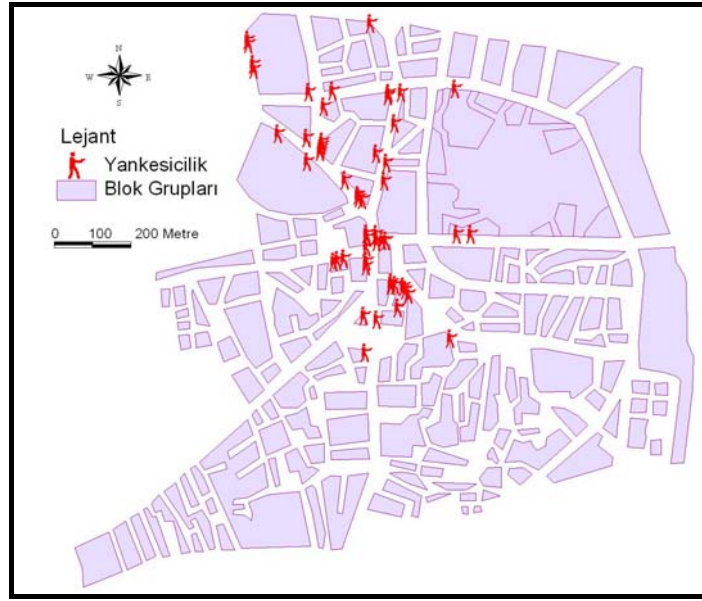 N
W E
S
Lejant
Yankesicilik
Blok Grupları
0 100 200 Metre